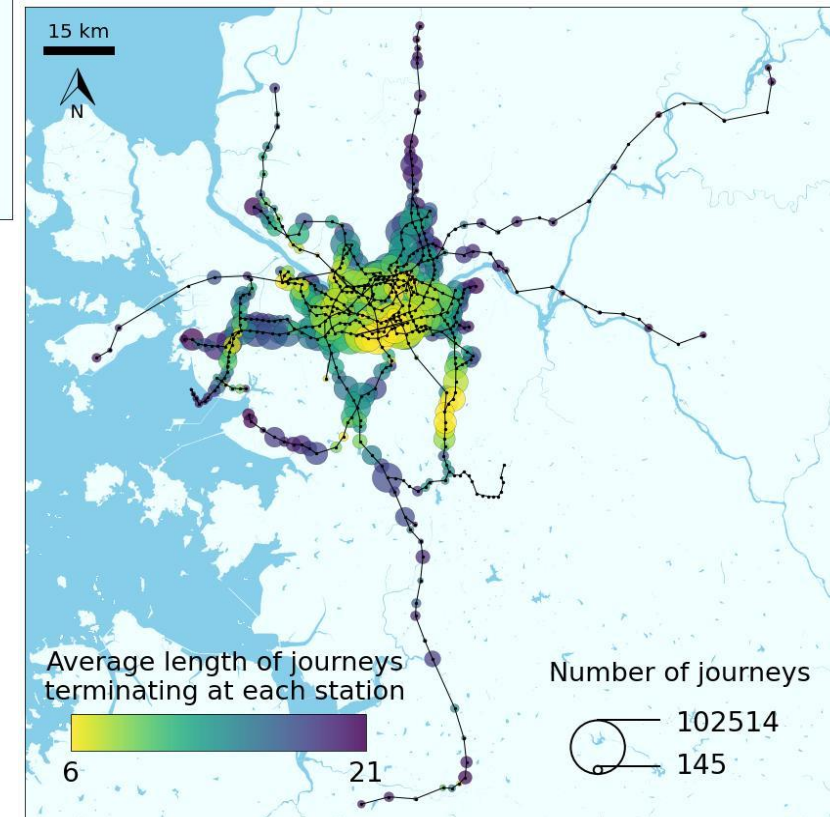 15 km
N
Average length of journeys
terminating at each station
6
21
Number of journeys
102514
145